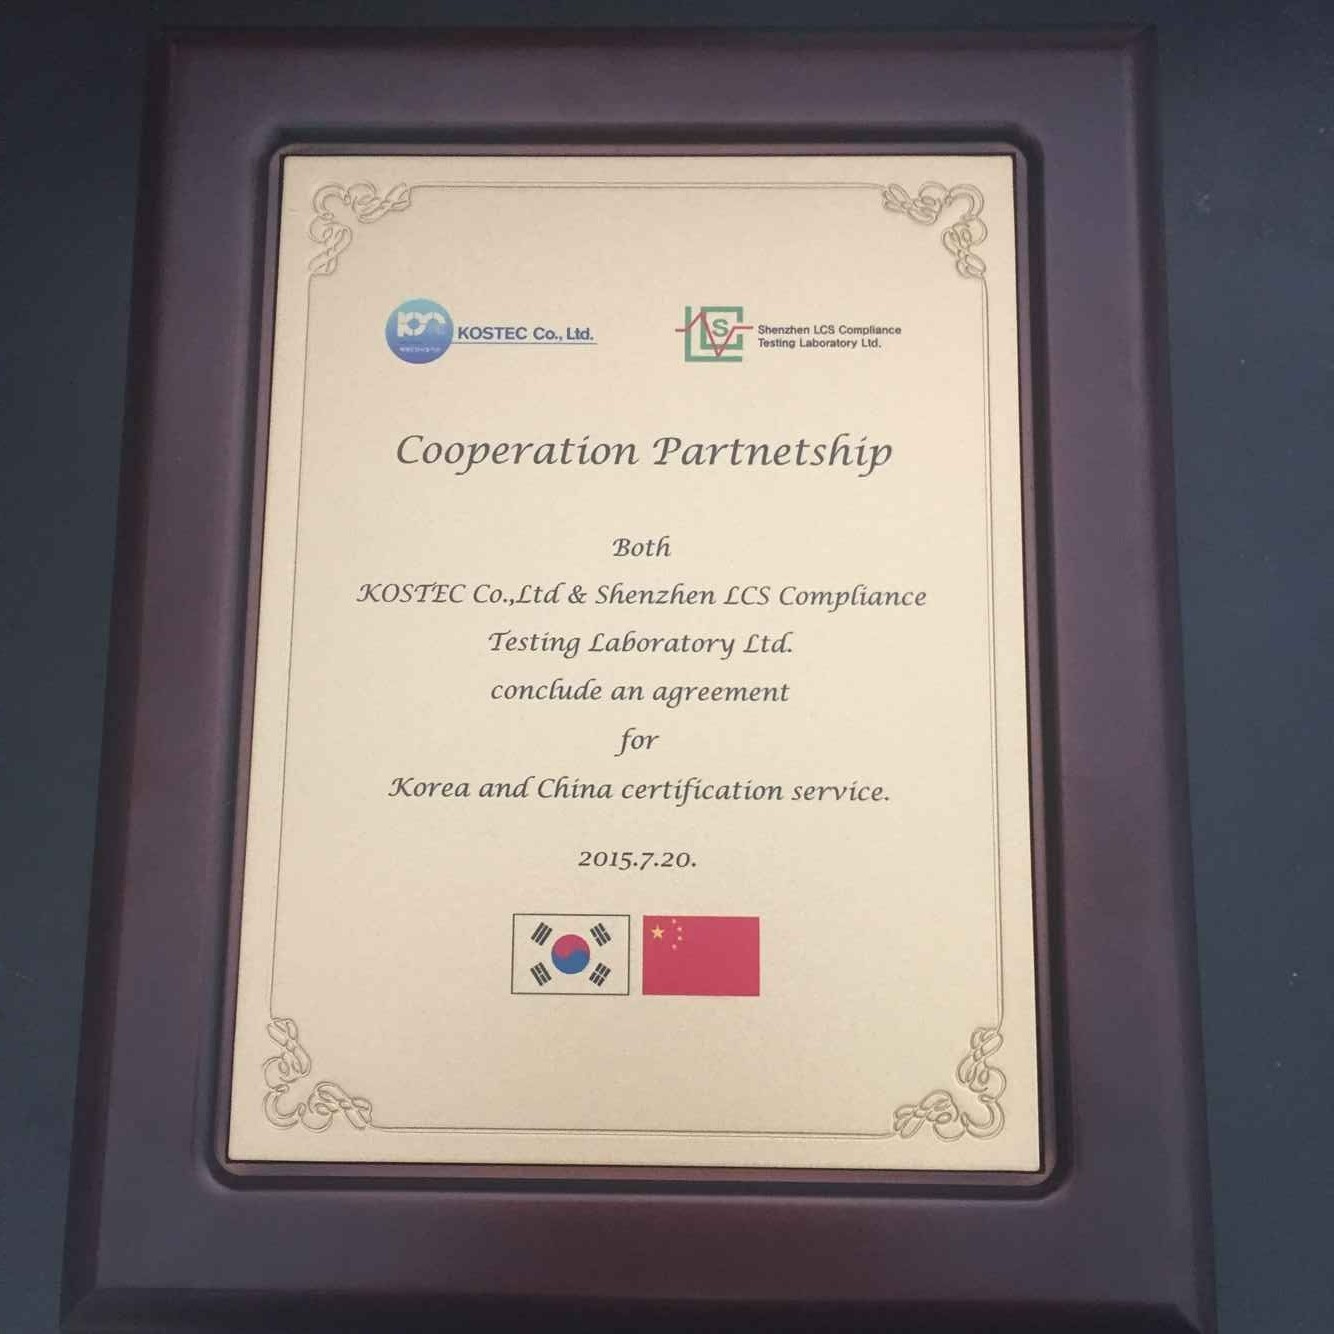 KOSTEC Co., Ltd.
LCS
Shenzhen LCS Compliance
Testing Laboratory Ltd.
Cooperation Partnetship
Both
KOSTEC Co.,Ltd & Shenzhen LCS Compliance
Testing Laboratory Ltd.
conclude an agreement
for
Korea and China certification service.
2015.7.20.